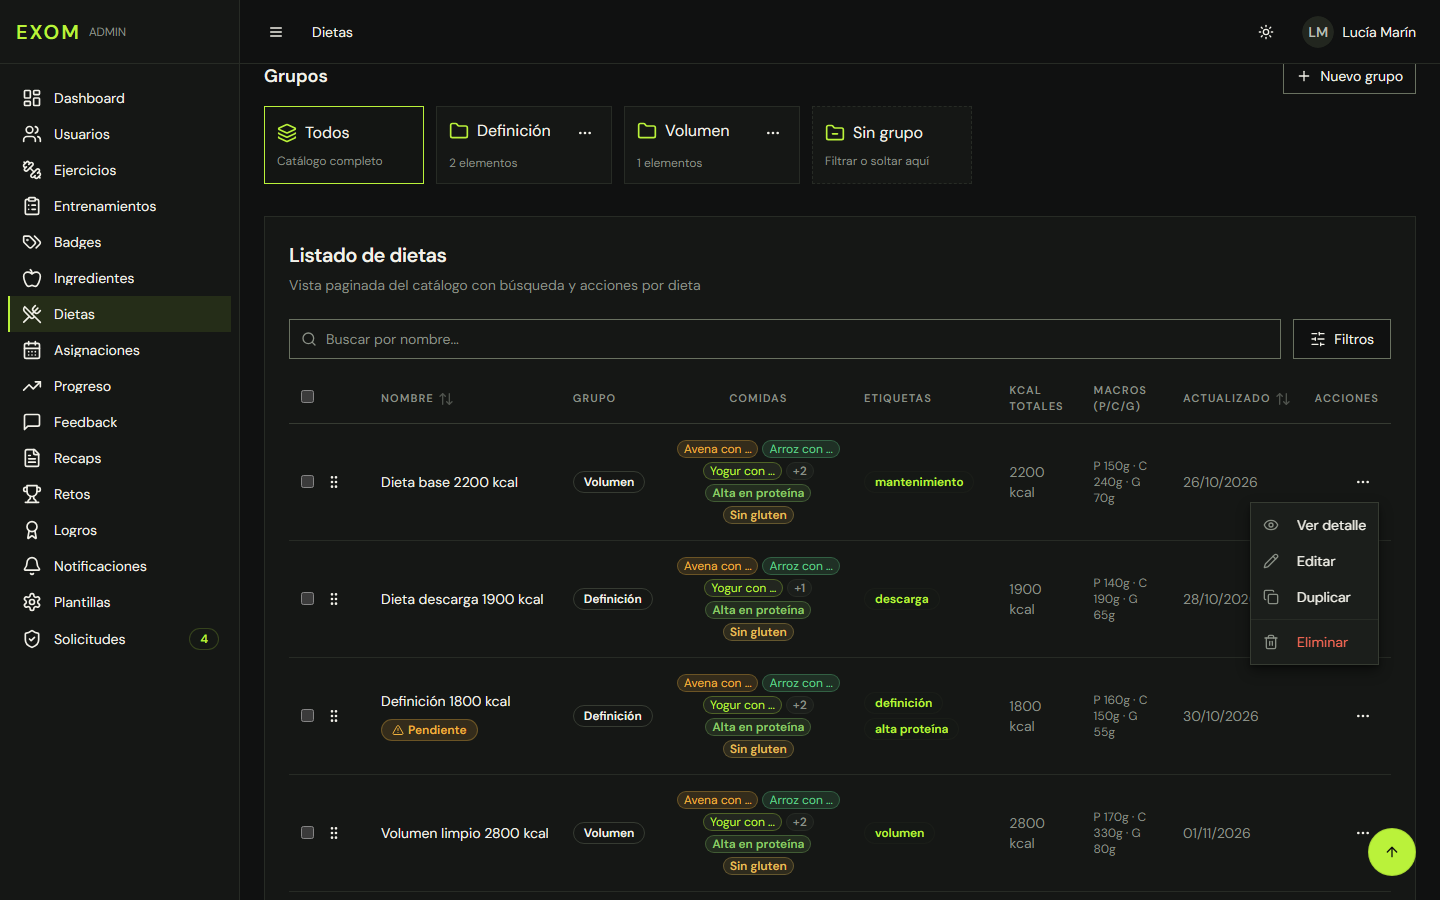 EXOM ADMIN
Dietas
LM Lucía Marín
Dashboard
Usuarios
Ejercicios
Entrenamientos
Badges
Ingredientes
Dietas
Asignaciones
Progreso
Feedback
Recaps
Retos
Logros
Notificaciones
Plantillas
Solicitudes 4
Grupos
Nuevo grupo
Todos
Catálogo completo
Definición
2 elementos
Volumen
1 elementos
Sin grupo
Filtrar o soltar aquí
Listado de dietas
Vista paginada del catálogo con búsqueda y acciones por dieta
Buscar por nombre...
Filtros
NOMBRE GRUPO COMIDAS ETIQUETAS KCAL TOTALES MACROS (P/C/G) ACTUALIZADO ACCIONES
Dieta base 2200 kcal
Volumen
Avena con ... Arroz con ...
Yogur con ... +2
Alta en proteína
Sin gluten
mantenimiento
2200
kcal
P 150g · C
240g · G
70g
26/10/2026
Ver detalle
Editar
Duplicar
Eliminar
Dieta descarga 1900 kcal
Definición
Avena con ... Arroz con ...
Yogur con ... +1
Alta en proteína
Sin gluten
descarga
1900
kcal
P 140g · C
190g · G
65g
28/10/202
Definición 1800 kcal
Pendiente
Definición
Avena con ... Arroz con ...
Yogur con ... +2
Alta en proteína
Sin gluten
definición
alta proteína
1800
kcal
P 160g · C
150g · G
55g
30/10/2026
Volumen limpio 2800 kcal
Volumen
Avena con ... Arroz con ...
Yogur con ... +2
Alta en proteína
Sin gluten
volumen
2800
kcal
P 170g · C
330g · G
80g
01/11/2026